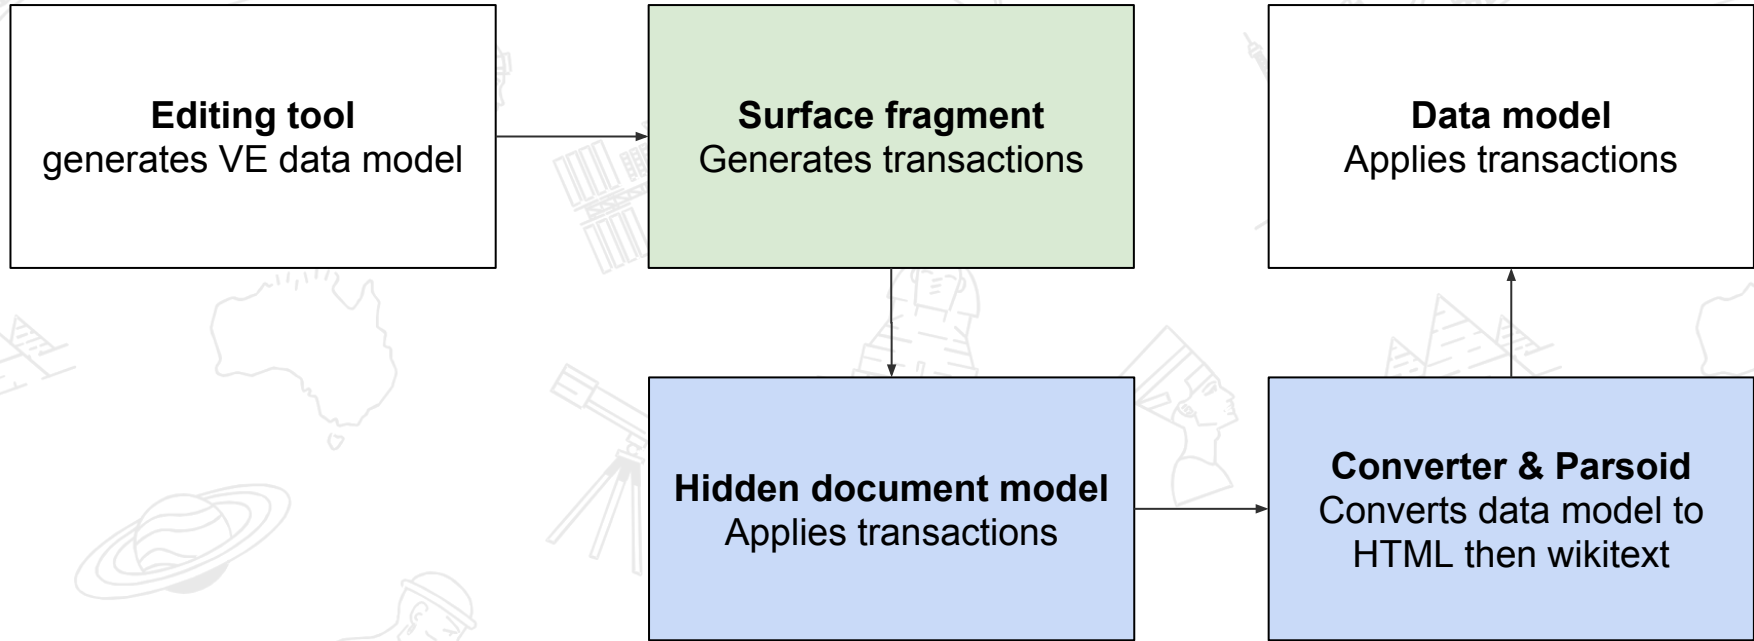 Editing tool
generates VE data model
Surface fragment
Generates transactions
Data model
Applies transactions
Hidden document model
Applies transactions
Converter & Parsoid
Converts data model to
HTML then wikitext